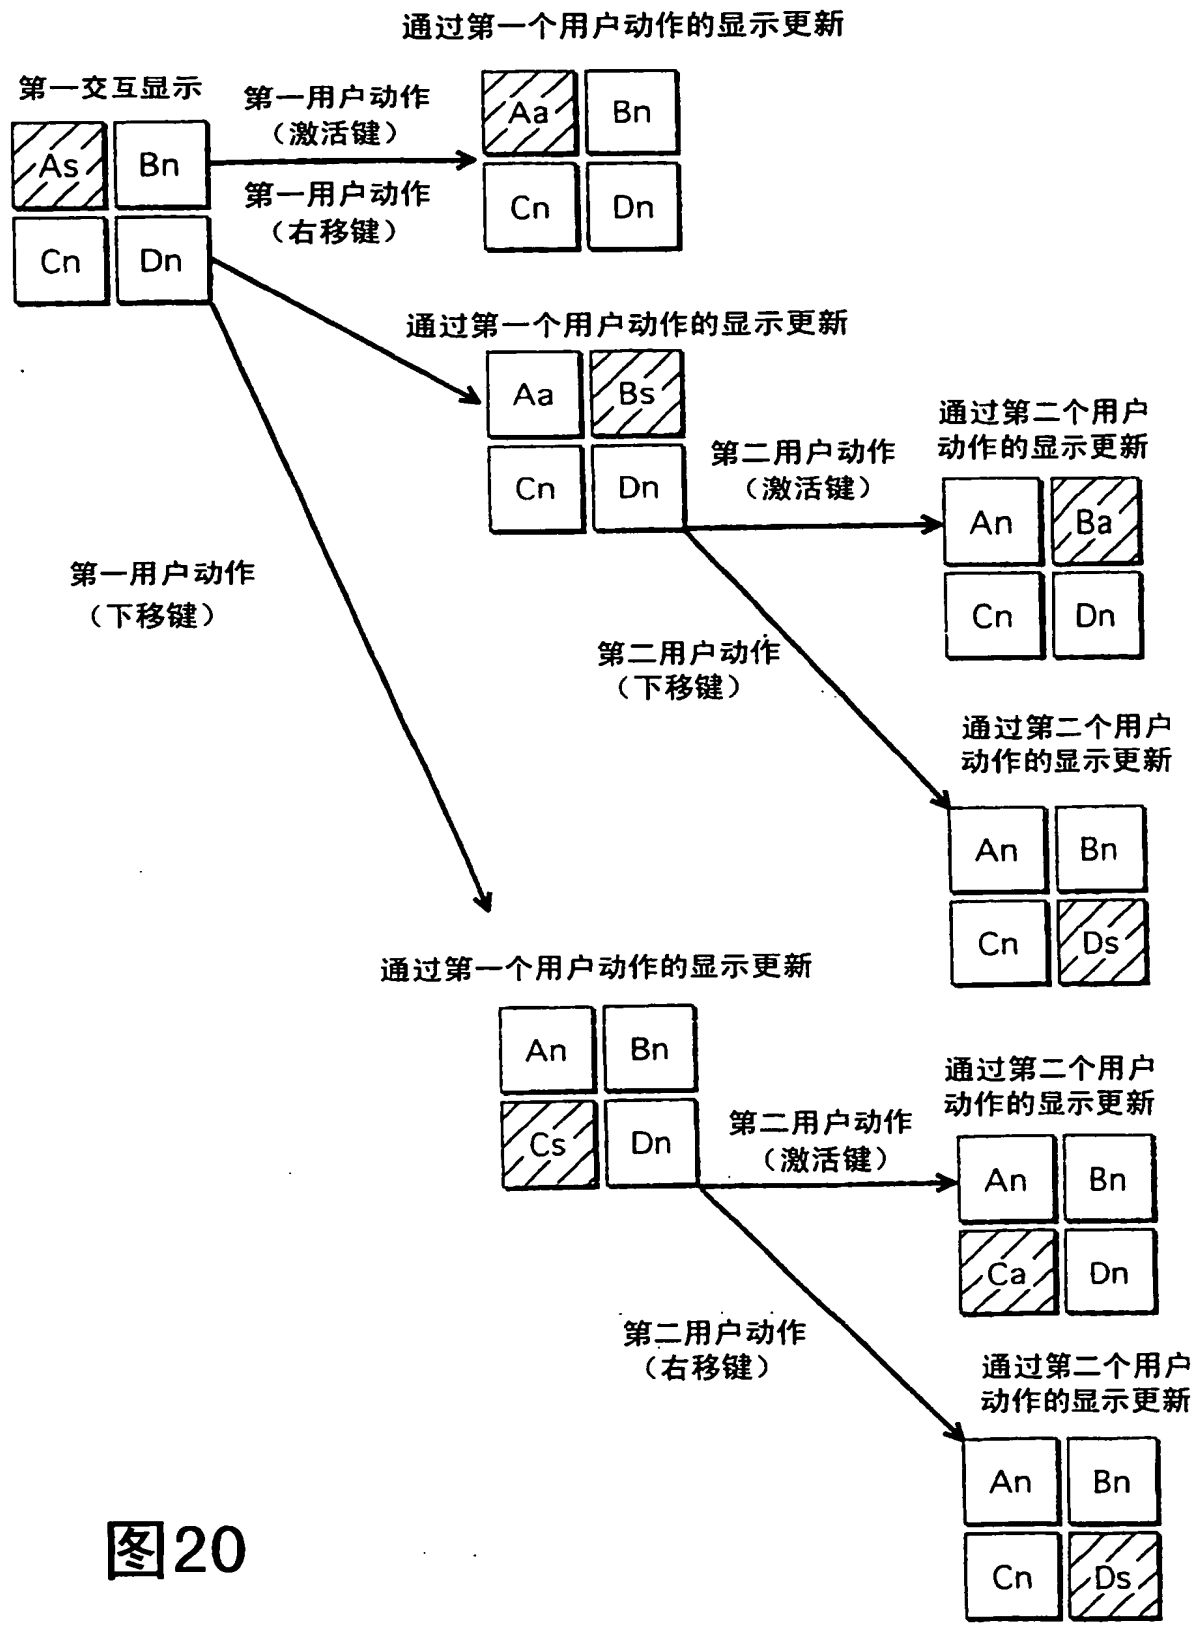 通过第一个用户动作的显示更新
第一交互显示
第一用户动作
（激活键）
Aa Bn
As Bn
第一用户动作
（右移键）
Cn Dn
Cn Dn
通过第一个用户动作的显示更新
Aa Bs
通过第二个用户
动作的显示更新
第二用户动作
（激活键）
Cn Dn
An Ba
第一用户动作
（下移键）
Cn Dn
第二用户动作
（下移键）
通过第二个用户
动作的显示更新
An Bn
Cn Ds
通过第一个用户动作的显示更新
An Bn
通过第二个用户
动作的显示更新
第二用户动作
（激活键）
Cs Dn
An Bn
Ca Dn
第二用户动作
（右移键）
通过第二个用户
动作的显示更新
An Bn
图20
Cn Ds